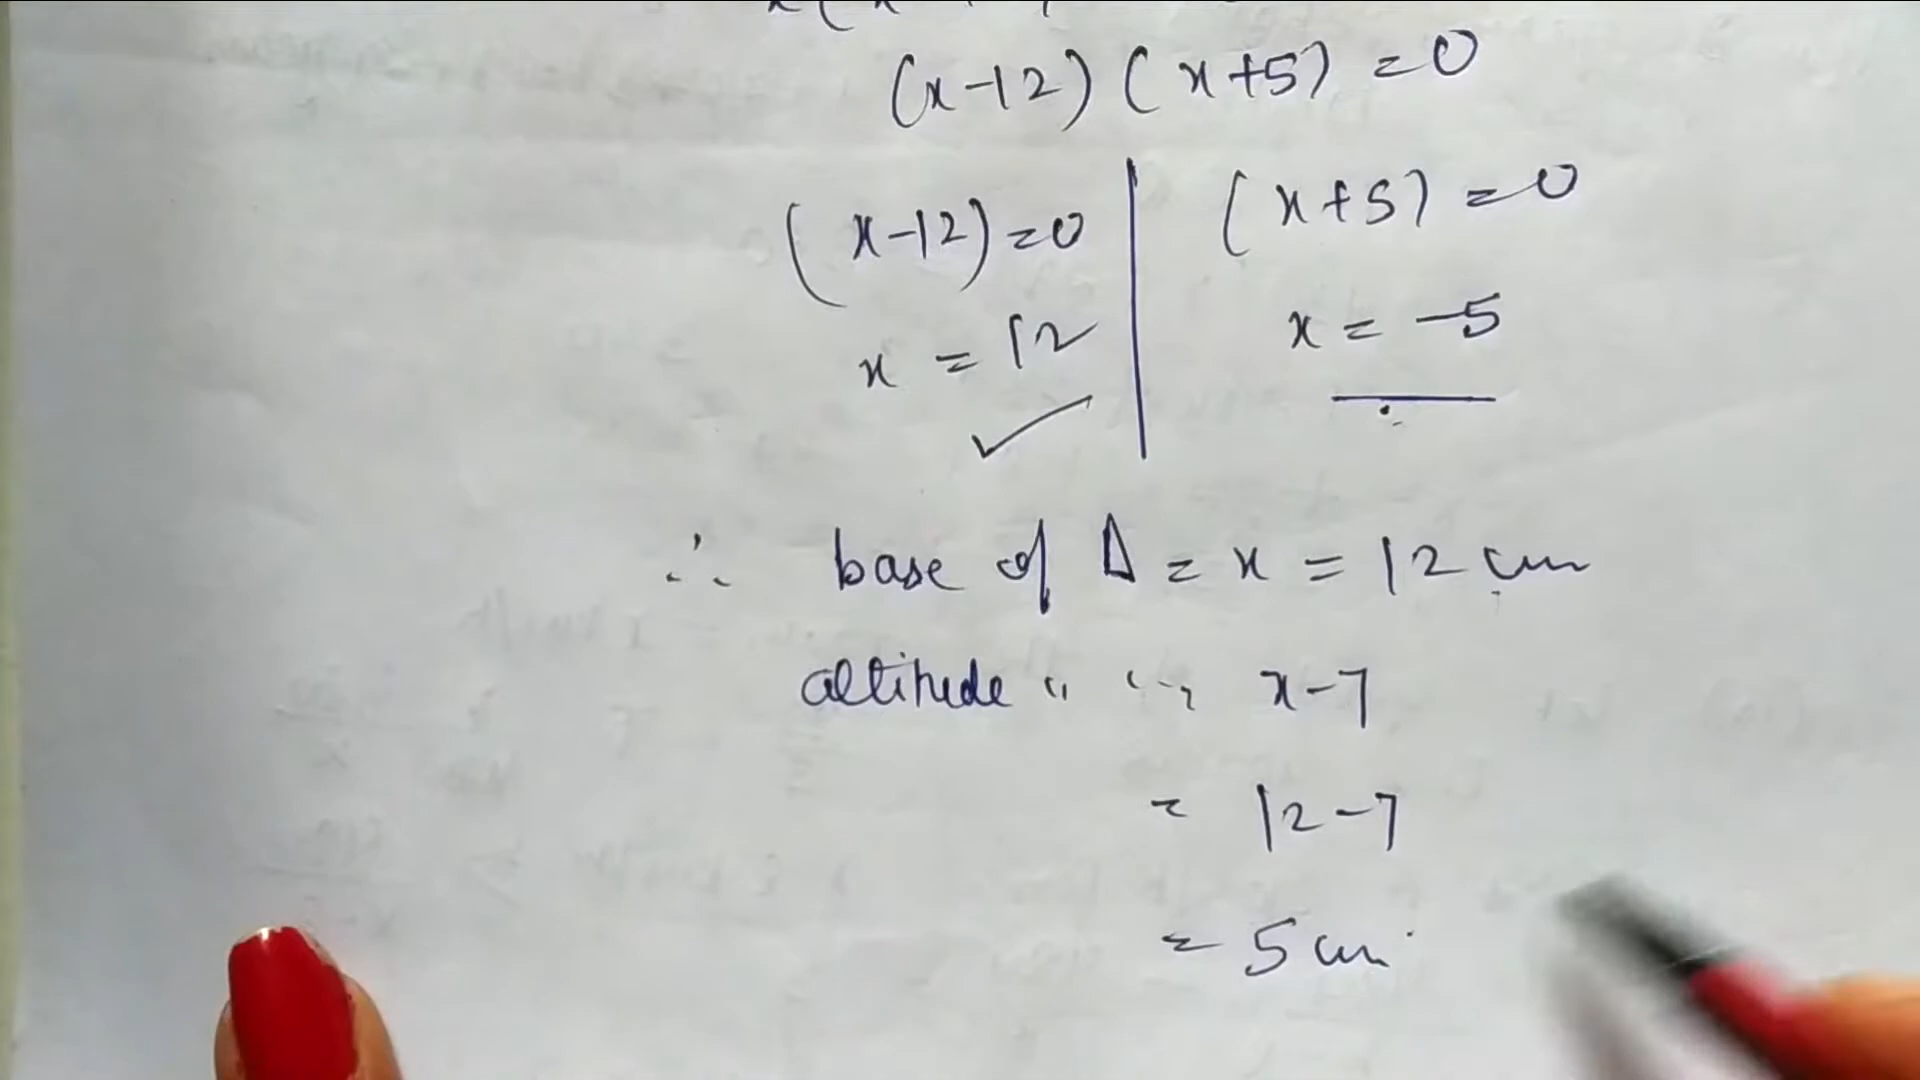 (x-12) (x+5) = 0
(x-12) = 0
x = 12
(x+5) = 0
x = -5
∴ base of Δ = x = 12 cm
altitude " " " x-7
= 12-7
= 5 cm